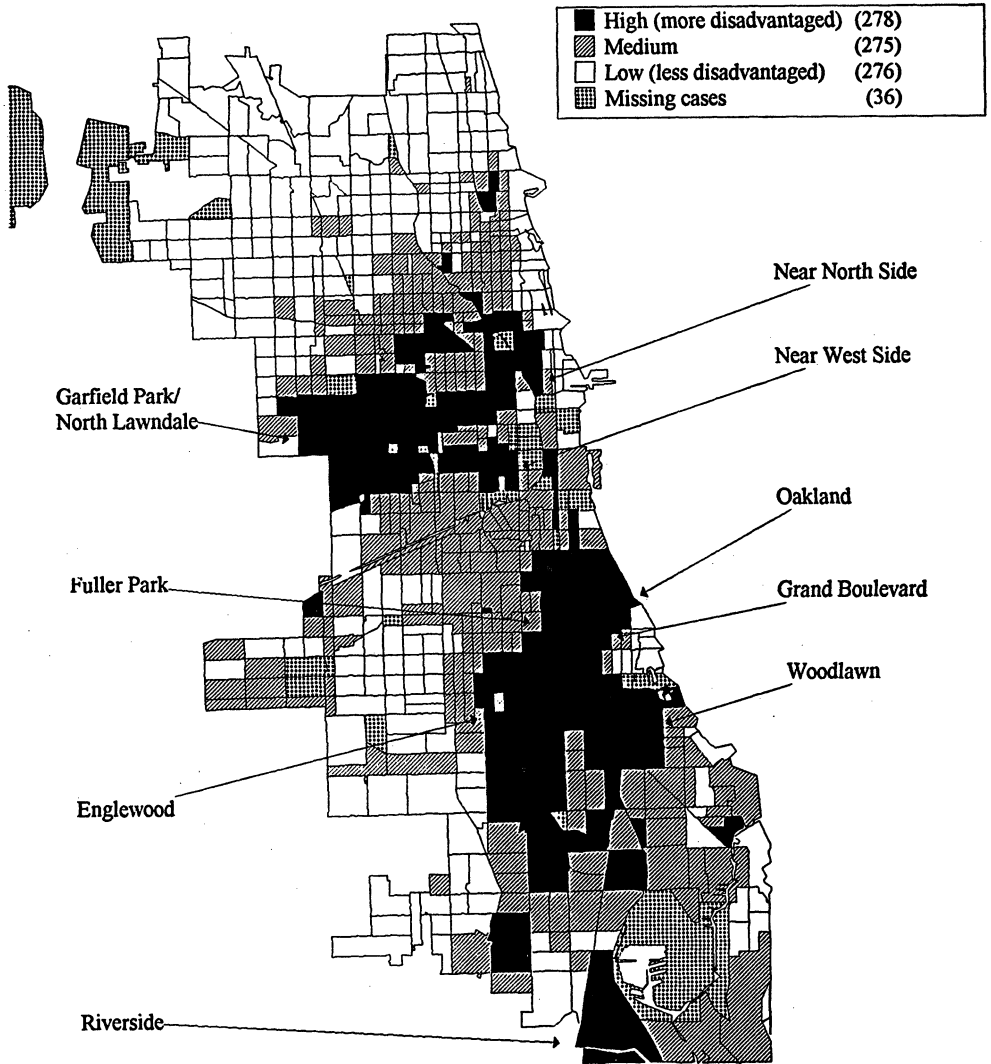 High (more disadvantaged) (278)
Medium (275)
Low (less disadvantaged) (276)
Missing cases (36)
Near North Side
Near West Side
Garfield Park/
North Lawndale
Oakland
Fuller Park
Grand Boulevard
Woodlawn
Englewood
Riverside